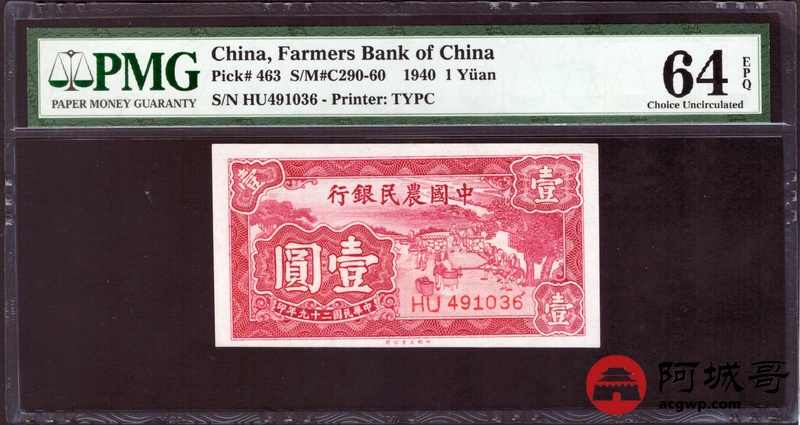 PMG
PAPER MONEY GUARANTY
China, Farmers Bank of China
Pick# 463 S/M#C290-60 1940 1 Yüan
S/N HU491036 - Printer: TYPC
64 EPQ
Choice Uncirculated
壹 壹
行銀民農國中
圓壹
HU 491036
壹
印年九十二國民華中
阿城哥
acgwp.com